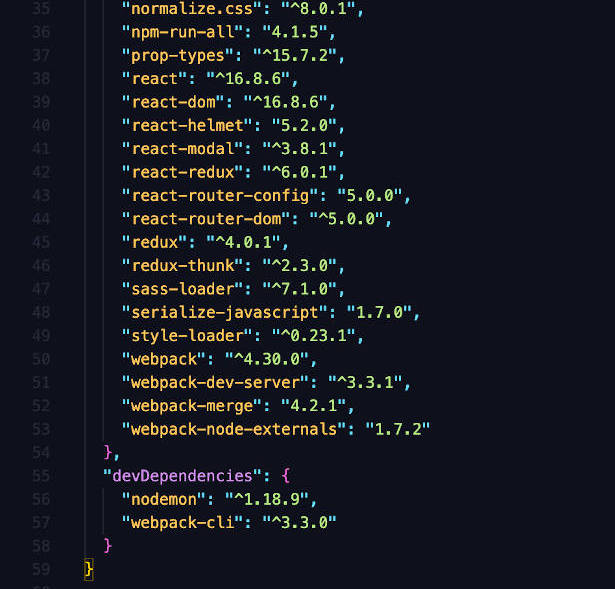 35 "normalize.css": "^8.0.1",
36 "npm-run-all": "4.1.5",
37 "prop-types": "^15.7.2",
38 "react": "^16.8.6",
39 "react-dom": "^16.8.6",
40 "react-helmet": "5.2.0",
41 "react-modal": "^3.8.1",
42 "react-redux": "^6.0.1",
43 "react-router-config": "5.0.0",
44 "react-router-dom": "^5.0.0",
45 "redux": "^4.0.1",
46 "redux-thunk": "^2.3.0",
47 "sass-loader": "^7.1.0",
48 "serialize-javascript": "1.7.0",
49 "style-loader": "^0.23.1",
50 "webpack": "^4.30.0",
51 "webpack-dev-server": "^3.3.1",
52 "webpack-merge": "4.2.1",
53 "webpack-node-externals": "1.7.2"
54 },
55 "devDependencies": {
56 "nodemon": "^1.18.9",
57 "webpack-cli": "^3.3.0"
58 }
59 }